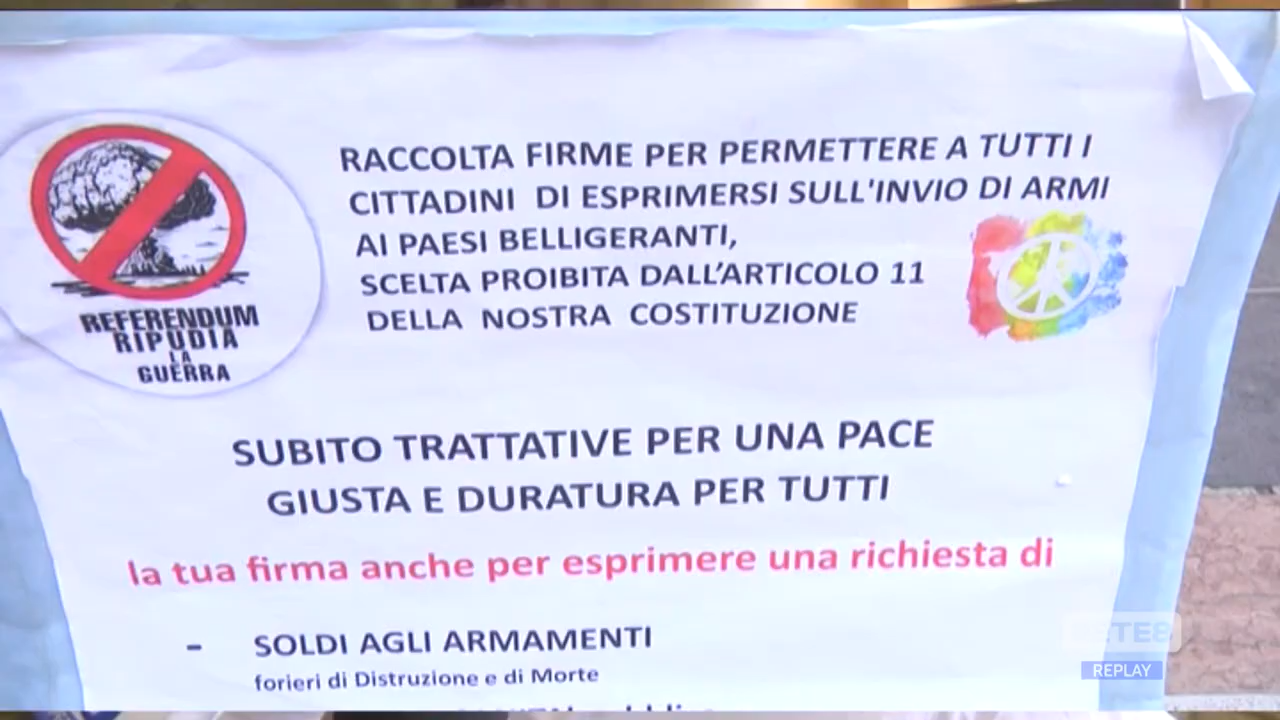 RACCOLTA FIRME PER PERMETTERE A TUTTI I
CITTADINI DI ESPRIMERSI SULL'INVIO DI ARMI
AI PAESI BELLIGERANTI,
SCELTA PROIBITA DALL’ARTICOLO 11
DELLA NOSTRA COSTITUZIONE
REFERENDUM
RIPUDIA
LA
GUERRA
SUBITO TRATTATIVE PER UNA PACE
GIUSTA E DURATURA PER TUTTI
la tua firma anche per esprimere una richiesta di
- SOLDI AGLI ARMAMENTI
forieri di Distruzione e di Morte
RETE8
REPLAY